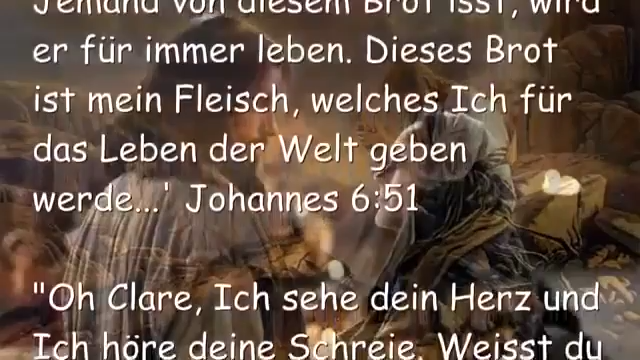 Jemand von diesem Brot isst, wird
er für immer leben. Dieses Brot
ist mein Fleisch, welches Ich für
das Leben der Welt geben
werde...' Johannes 6:51
"Oh Clare, Ich sehe dein Herz und
Ich höre deine Schreie. Weisst du